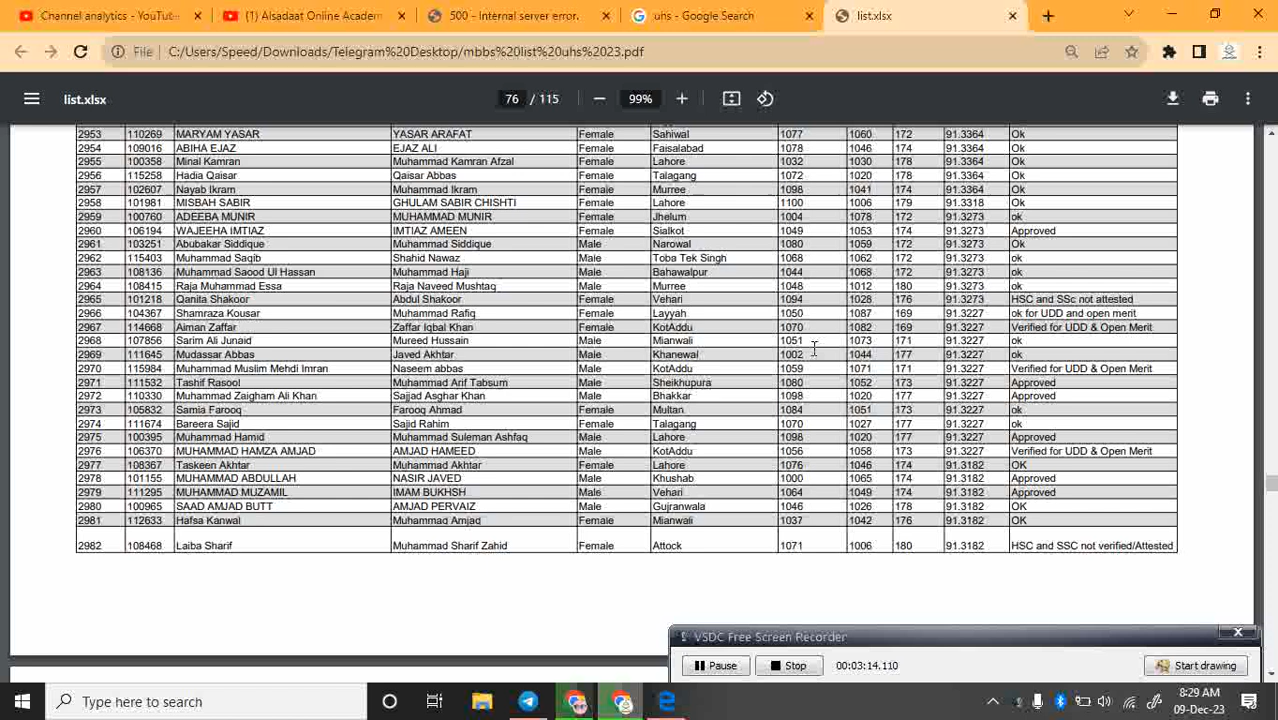 Channel analytics - YouTut
(1) Alsadaat Online Academ
500 - Internal server error.
uhs - Google Search
list.xlsx
File C:/Users/Speed/Downloads/Telegram%20Desktop/mbbs%20list%20uhs%2023.pdf
list.xlsx 76 / 115 99%
2953 110269 MARYAM YASAR YASAR ARAFAT Female Sahiwal 1077 1060 172 91.3364 Ok
2954 109016 ABIHA EJAZ EJAZ ALI Female Faisalabad 1078 1046 174 91.3364 Ok
2955 100358 Minal Kamran Muhammad Kamran Afzal Female Lahore 1032 1030 178 91.3364 Ok
2956 115258 Hadia Qaisar Qaisar Abbas Female Talagang 1072 1020 178 91.3364 Ok
2957 102607 Nayab Ikram Muhammad Ikram Female Murree 1098 1041 174 91.3364 Ok
2958 101981 MISBAH SABIR GHULAM SABIR CHISHTI Female Lahore 1100 1006 179 91.3318 Ok
2959 100760 ADEEBA MUNIR MUHAMMAD MUNIR Female Jhelum 1004 1078 172 91.3273 ok
2960 106194 WAJEEHA IMTIAZ IMTIAZ AMEEN Female Sialkot 1049 1053 174 91.3273 Approved
2961 103251 Abubakar Siddique Muhammad Siddique Male Narowal 1080 1059 172 91.3273 Ok
2962 115403 Muhammad Saqib Shahid Nawaz Male Toba Tek Singh 1068 1062 172 91.3273 ok
2963 108136 Muhammad Saood Ul Hassan Muhammad Haji Male Bahawalpur 1044 1068 172 91.3273 ok
2964 108415 Raja Muhammad Essa Raja Naveed Mushtaq Male Murree 1048 1012 180 91.3273 ok
2965 101218 Qanita Shakoor Abdul Shakoor Female Vehari 1094 1028 176 91.3273 HSC and SSc not attested
2966 104367 Shamraza Kousar Muhammad Rafiq Female Layyah 1050 1087 169 91.3227 ok for UDD and open merit
2967 114668 Aiman Zaffar Zaffar Iqbal Khan Female KotAddu 1070 1082 169 91.3227 Verified for UDD & Open Merit
2968 107856 Sarim Ali Junaid Mureed Hussain Male Mianwali 1051 1073 171 91.3227 ok
2969 111645 Mudassar Abbas Javed Akhtar Male Khanewal 1002 1044 177 91.3227 ok
2970 115984 Muhammad Muslim Mehdi Imran Naseem abbas Male KotAddu 1059 1071 171 91.3227 Verified for UDD & Open Merit
2971 111532 Tashif Rasool Muhammad Arif Tabsum Male Sheikhupura 1080 1052 173 91.3227 Approved
2972 110330 Muhammad Zaigham Ali Khan Sajjad Asghar Khan Male Bhakkar 1098 1020 177 91.3227 Approved
2973 105832 Samia Farooq Farooq Ahmad Female Multan 1084 1051 173 91.3227 ok
2974 111674 Bareera Sajid Sajid Rahim Female Talagang 1070 1027 177 91.3227 ok
2975 100395 Muhammad Hamid Muhammad Suleman Ashfaq Male Lahore 1098 1020 177 91.3227 Approved
2976 106370 MUHAMMAD HAMZA AMJAD AMJAD HAMEED Male KotAddu 1056 1058 173 91.3227 Verified for UDD & Open Merit
2977 108367 Taskeen Akhtar Muhammad Akhtar Female Lahore 1076 1046 174 91.3182 OK
2978 101155 MUHAMMAD ABDULLAH NASIR JAVED Male Khushab 1000 1065 174 91.3182 Approved
2979 111295 MUHAMMAD MUZAMIL IMAM BUKHSH Male Vehari 1064 1049 174 91.3182 Approved
2980 100965 SAAD AMJAD BUTT AMJAD PERVAIZ Male Gujranwala 1046 1026 178 91.3182 OK
2981 112633 Hafsa Kanwal Muhammad Amjad Female Mianwali 1037 1042 176 91.3182 OK
2982 108468 Laiba Sharif Muhammad Sharif Zahid Female Attock 1071 1006 180 91.3182 HSC and SSC not verified/Attested
VSDC Free Screen Recorder
Pause Stop 00:03:14.110 Start drawing
Type here to search
8:29 AM
09-Dec-23